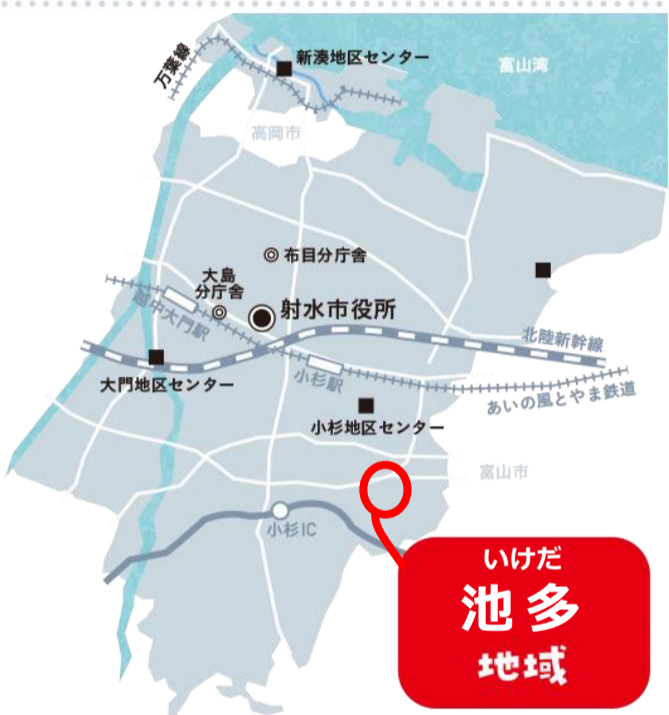 万葉線
新湊地区センター
富山湾
高岡市
布目分庁舎
大島
分庁舎
射水市役所
越中大門駅
北陸新幹線
大門地区センター
小杉駅
あいの風とやま鉄道
小杉地区センター
富山市
小杉IC
いけだ
池多
地域